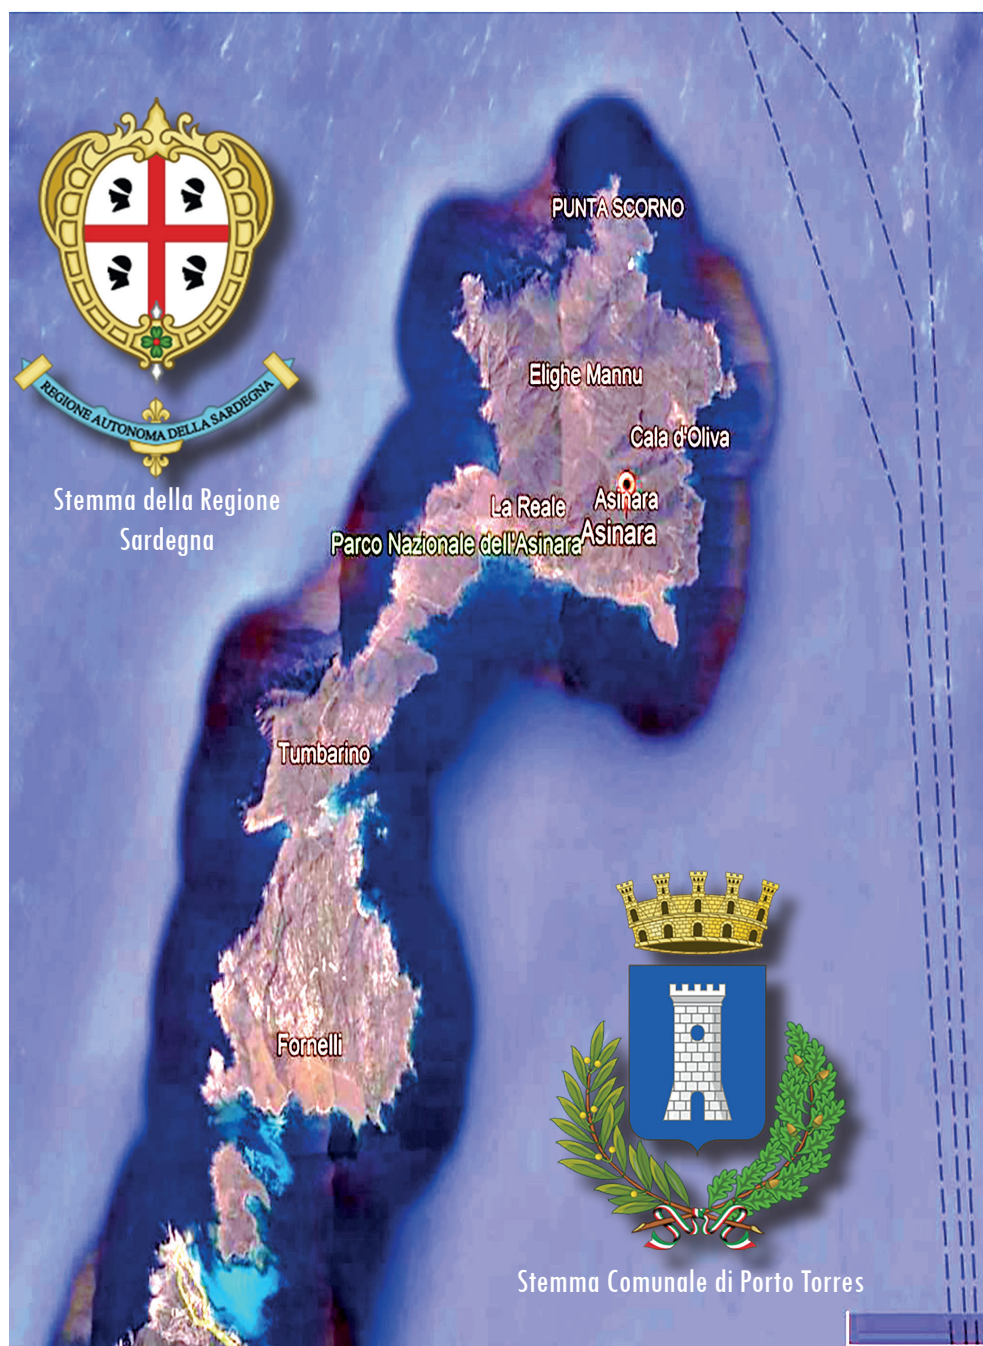 PUNTA SCORNO
REGIONE AUTONOMA DELLA SARDEGNA
Elighe Mannu
Cala d'Oliva
Stemma della Regione
Sardegna
La Reale
Asinara
Asinara
Parco Nazionale dell'Asinara
Tumbarino
Fornelli
Stemma Comunale di Porto Torres